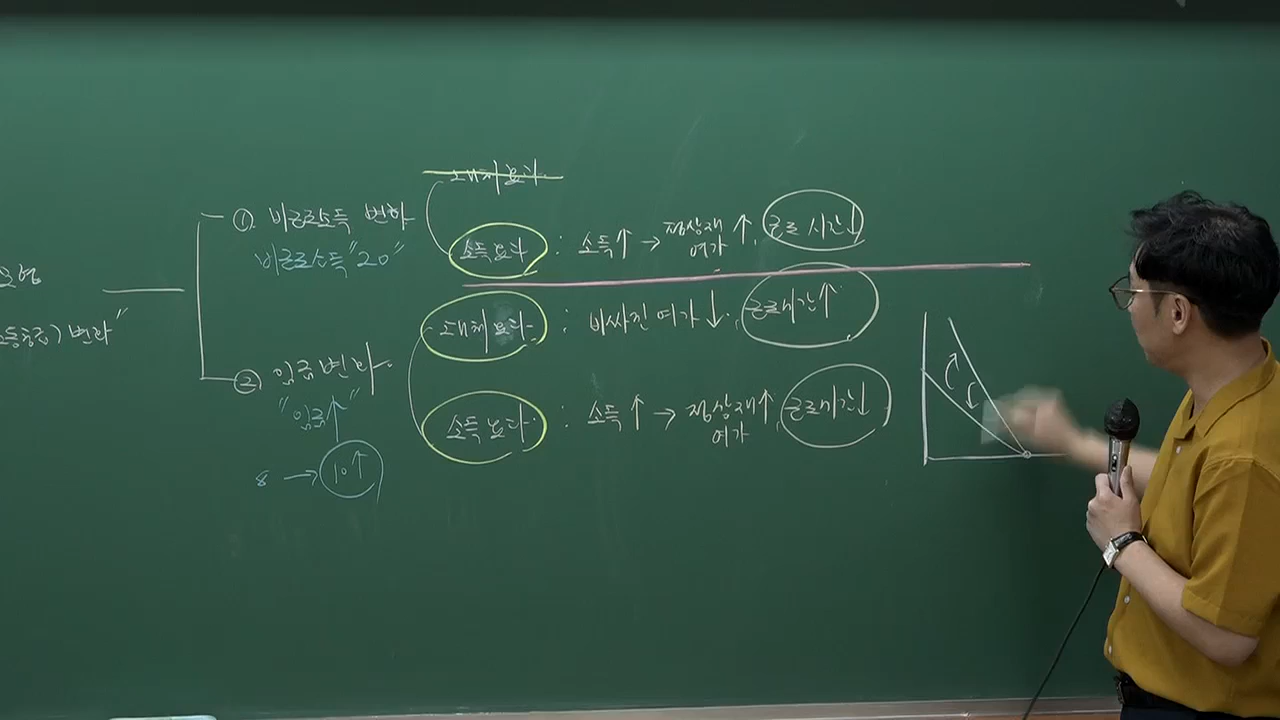 대체효과
① 비근로소득 변화
소득효과 : 소득↑ → 정상재 여가 ↑, 근로시간↓
비근로소득 "20"
대체효과 : 비싸진 여가↓, 근로시간↑
변화"
② 임금변화
"임금↑"
소득효과 : 소득↑ → 정상재 여가 ↑, 근로시간↓
8 → 10↑